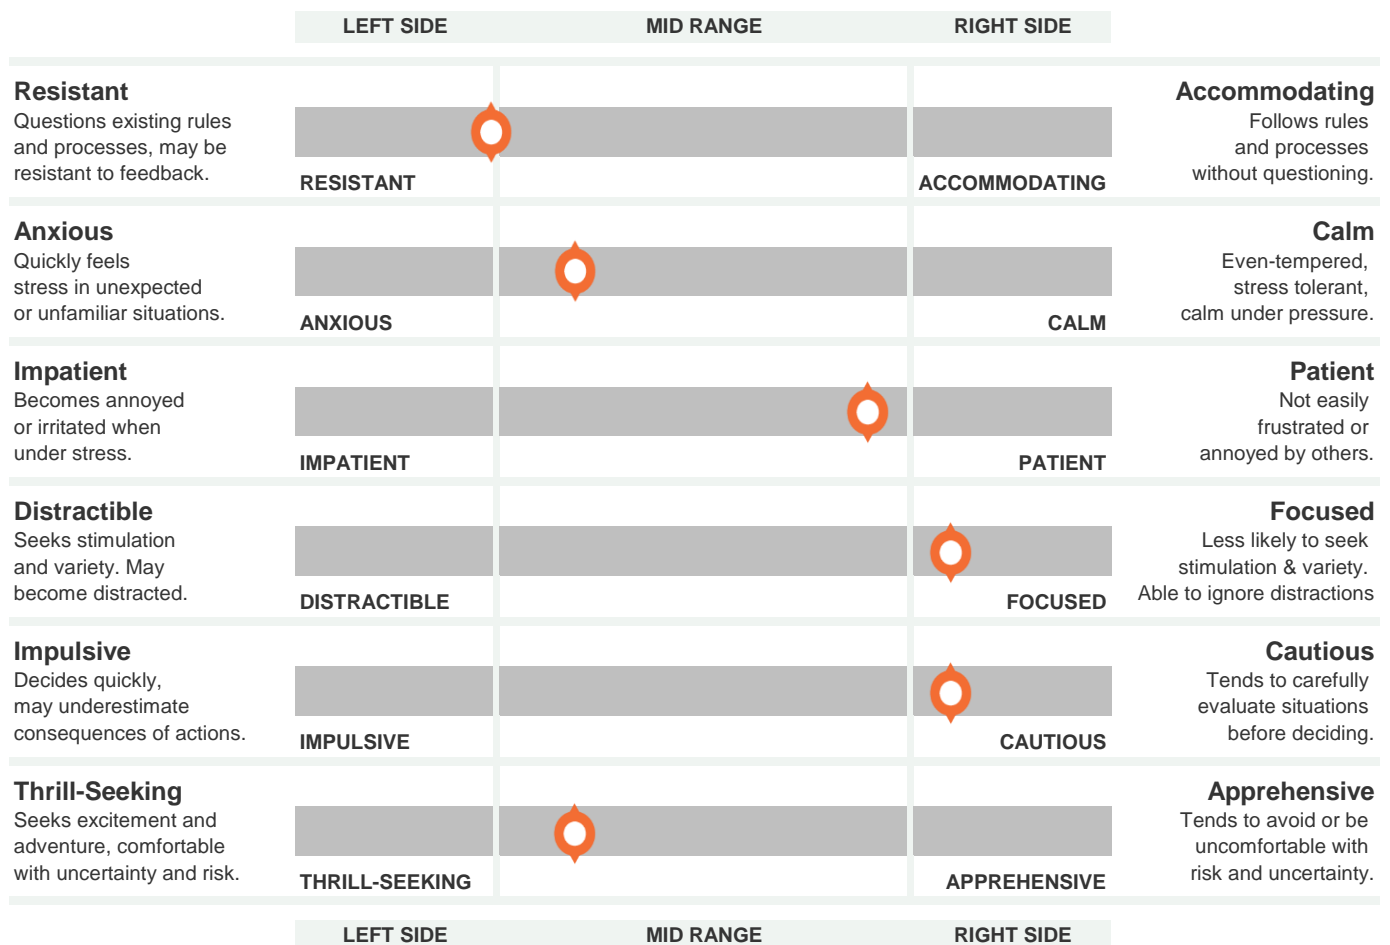 LEFT SIDE MID RANGE RIGHT SIDE
Resistant
Questions existing rules
and processes, may be
resistant to feedback.
RESISTANT
ACCOMMODATING
Accommodating
Follows rules
and processes
without questioning.
Anxious
Quickly feels
stress in unexpected
or unfamiliar situations.
ANXIOUS
CALM
Calm
Even-tempered,
stress tolerant,
calm under pressure.
Impatient
Becomes annoyed
or irritated when
under stress.
IMPATIENT
PATIENT
Patient
Not easily
frustrated or
annoyed by others.
Distractible
Seeks stimulation
and variety. May
become distracted.
DISTRACTIBLE
FOCUSED
Focused
Less likely to seek
stimulation & variety.
Able to ignore distractions
Impulsive
Decides quickly,
may underestimate
consequences of actions.
IMPULSIVE
CAUTIOUS
Cautious
Tends to carefully
evaluate situations
before deciding.
Thrill-Seeking
Seeks excitement and
adventure, comfortable
with uncertainty and risk.
THRILL-SEEKING
APPREHENSIVE
Apprehensive
Tends to avoid or be
uncomfortable with
risk and uncertainty.
LEFT SIDE MID RANGE RIGHT SIDE